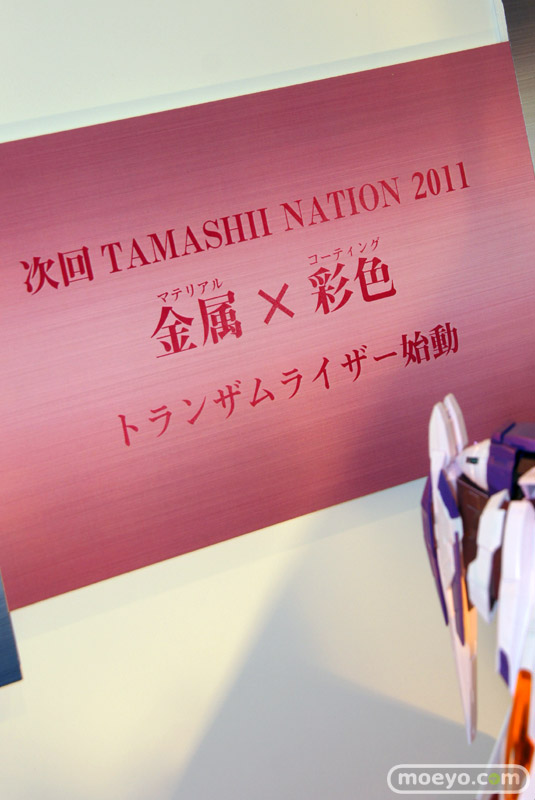 次回 TAMASHII NATION 2011
マテリアル コーティング
金属×彩色
トランザムライザー始動
moeyo.com